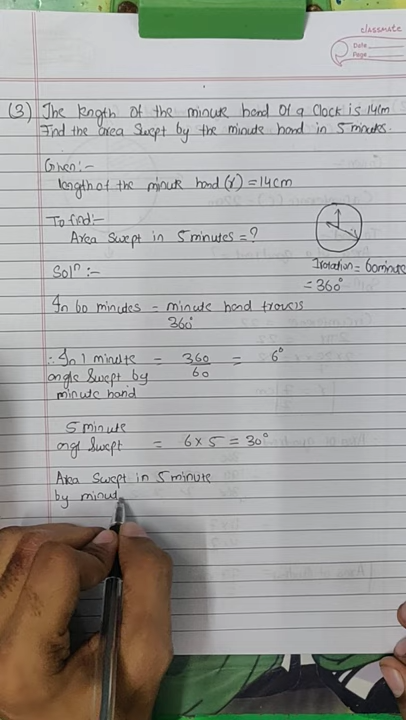 classmate
Date
Page
(3) The length of the minute hand of a clock is 14cm
Find the area Swept by the minute hand in 5 minutes.
Given:-
length of the minute hand (r) = 14cm
To find:-
Area Swept in 5 minutes = ?
1 rotation = 60 minute
= 360°
Solⁿ :-
In 60 minutes = minute hand travers
360°
∴ In 1 minute = 360/60 = 6°
angle Swept by
minute hand
5 minute
angl Swept = 6 × 5 = 30°
Area Swept in 5 minute
by minut